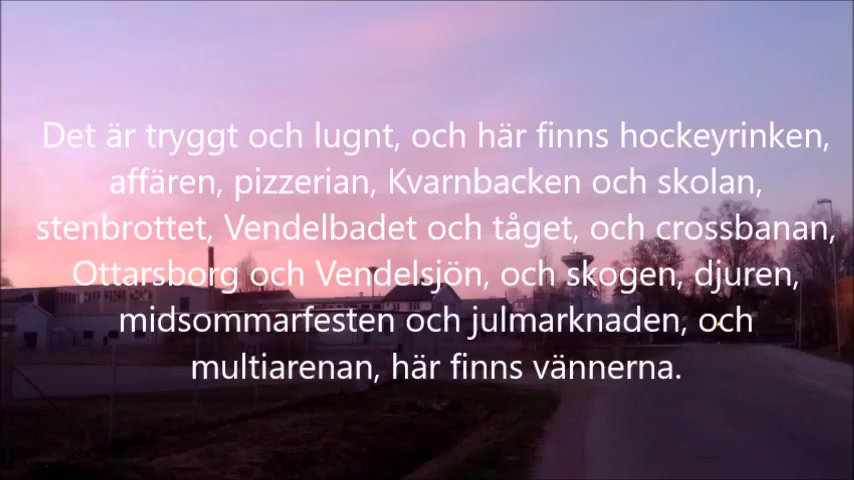 Det är tryggt och lugnt, och här finns hockeyrinken,
affären, pizzerian, Kvarnbacken och skolan,
stenbrottet, Vendelbadet och tåget, och crossbanan,
Ottarsborg och Vendelsjön, och skogen, djuren,
midsommarfesten och julmarknaden, och
multiarenan, här finns vännerna.